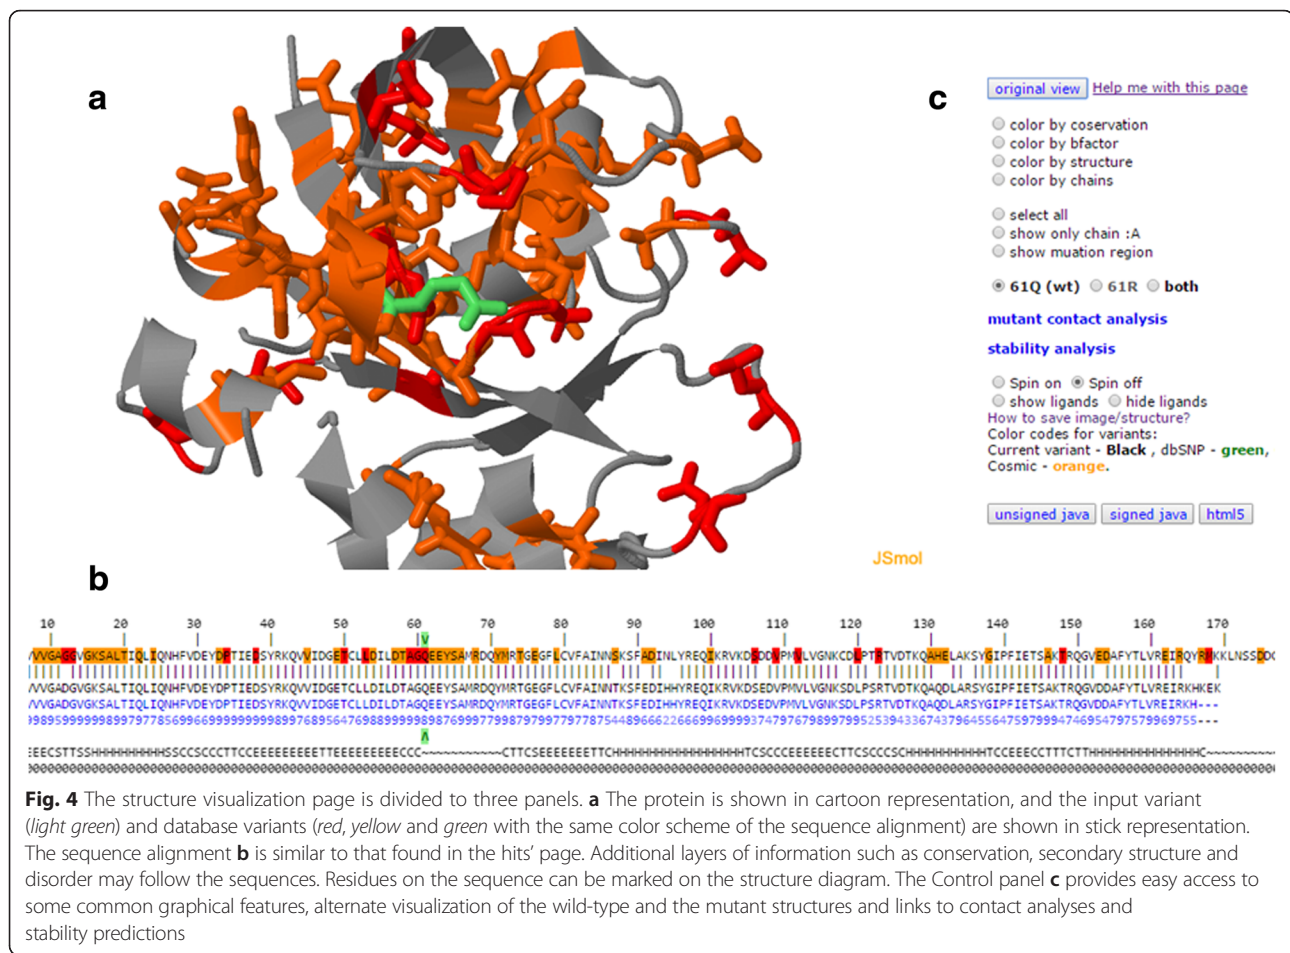 a
c
original view Help me with this page
color by coservation
color by bfactor
color by structure
color by chains
select all
show only chain :A
show muation region
61Q (wt) 61R both
mutant contact analysis
stability analysis
Spin on Spin off
show ligands hide ligands
How to save image/structure?
Color codes for variants:
Current variant - Black , dbSNP - green,
Cosmic - orange.
unsigned java signed java html5
JSmol
b
10 20 30 40 50 60 70 80 90 100 110 120 130 140 150 160 170
Fig. 4 The structure visualization page is divided to three panels. a The protein is shown in cartoon representation, and the input variant
(light green) and database variants (red, yellow and green with the same color scheme of the sequence alignment) are shown in stick representation.
The sequence alignment b is similar to that found in the hits' page. Additional layers of information such as conservation, secondary structure and
disorder may follow the sequences. Residues on the sequence can be marked on the structure diagram. The Control panel c provides easy access to
some common graphical features, alternate visualization of the wild-type and the mutant structures and links to contact analyses and
stability predictions